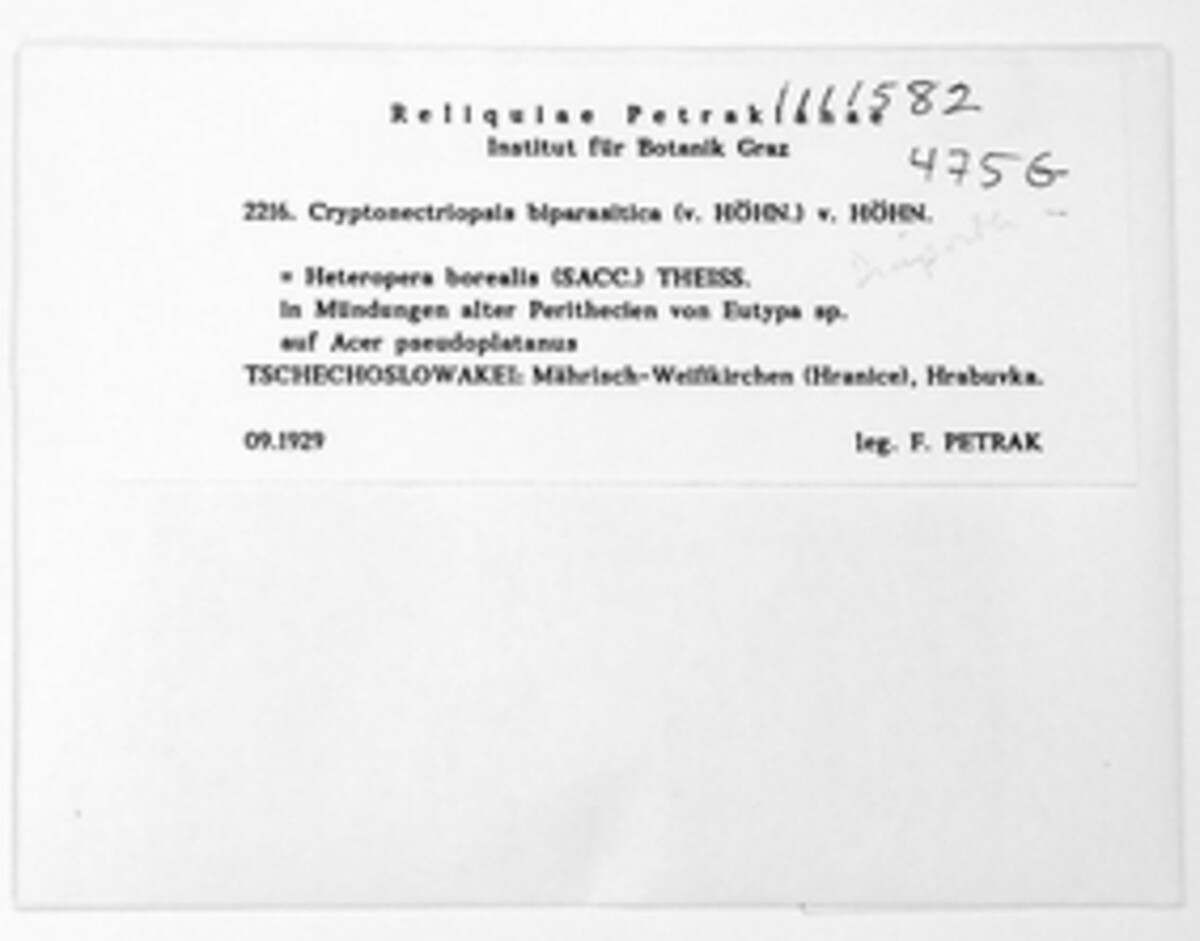 Reliquiae Petrakianae
1111582
Institut für Botanik Graz
4756
2216. Cryptonectriopsis biparasitica (v. HÖHN.) v. HÖHN.
= Heteropera borealis (SACC.) THEISS.
in Mündungen alter Perithecien von Eutypa sp.
auf Acer pseudoplatanus
TSCHECHOSLOWAKEI: Mährisch-Weißkirchen (Hranice), Hrabuvka.
09.1929 leg. F. PETRAK